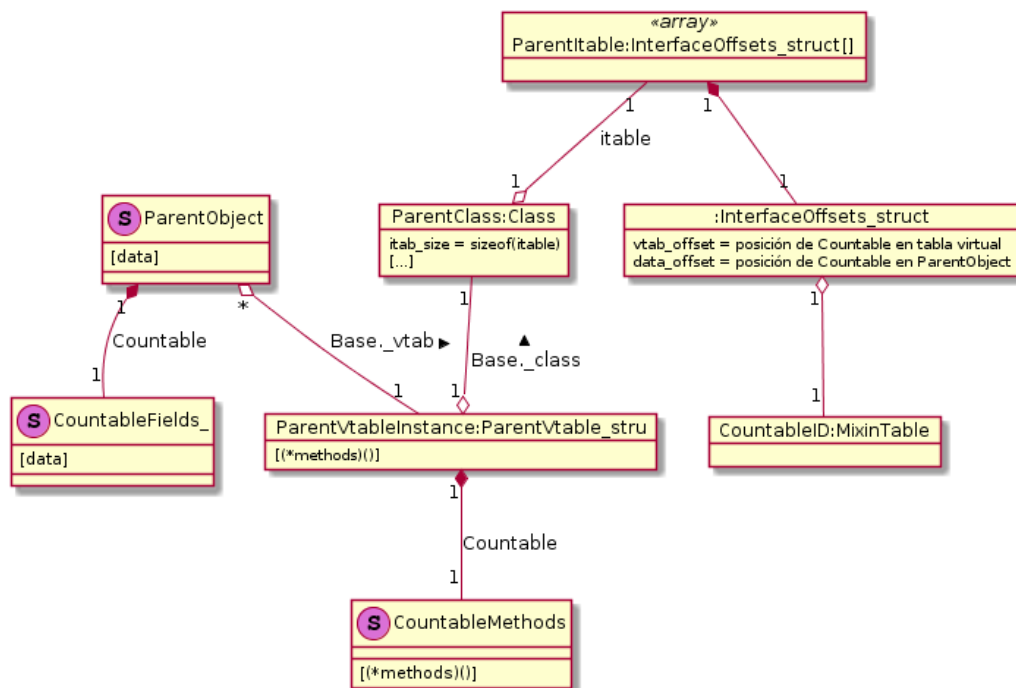 «array»
ParentItable:InterfaceOffsets_struct[]
1
1
itable
1
1
S ParentObject
[data]
ParentClass:Class
itab_size = sizeof(itable)
[...]
:InterfaceOffsets_struct
vtab_offset = posición de Countable en tabla virtual
data_offset = posición de Countable en ParentObject
1
*
1
1
Countable
Base._vtab
Base._class
1
1
1
1
S CountableFields_
[data]
ParentVtableInstance:ParentVtable_stru
[(*methods)()]
CountableID:MixinTable
1
Countable
1
S CountableMethods
[(*methods)()]